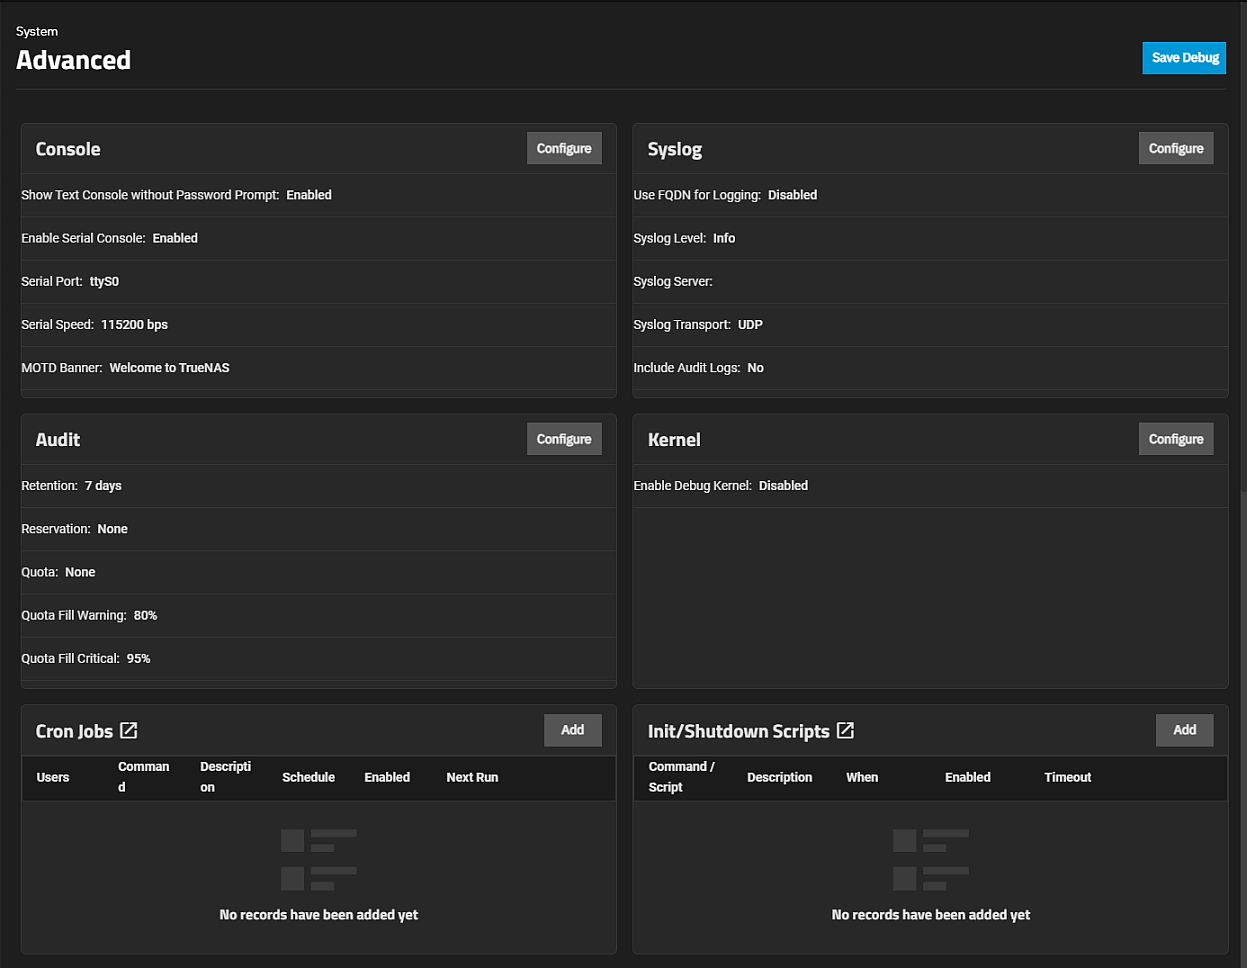 System
Advanced
Save Debug
Console
Configure
Show Text Console without Password Prompt: Enabled
Enable Serial Console: Enabled
Serial Port: ttyS0
Serial Speed: 115200 bps
MOTD Banner: Welcome to TrueNAS
Syslog
Configure
Use FQDN for Logging: Disabled
Syslog Level: Info
Syslog Server:
Syslog Transport: UDP
Include Audit Logs: No
Audit
Configure
Retention: 7 days
Reservation: None
Quota: None
Quota Fill Warning: 80%
Quota Fill Critical: 95%
Kernel
Configure
Enable Debug Kernel: Disabled
Cron Jobs
Add
Users
Comman
d
Descripti
on
Schedule
Enabled
Next Run
No records have been added yet
Init/Shutdown Scripts
Add
Command /
Script
Description
When
Enabled
Timeout
No records have been added yet